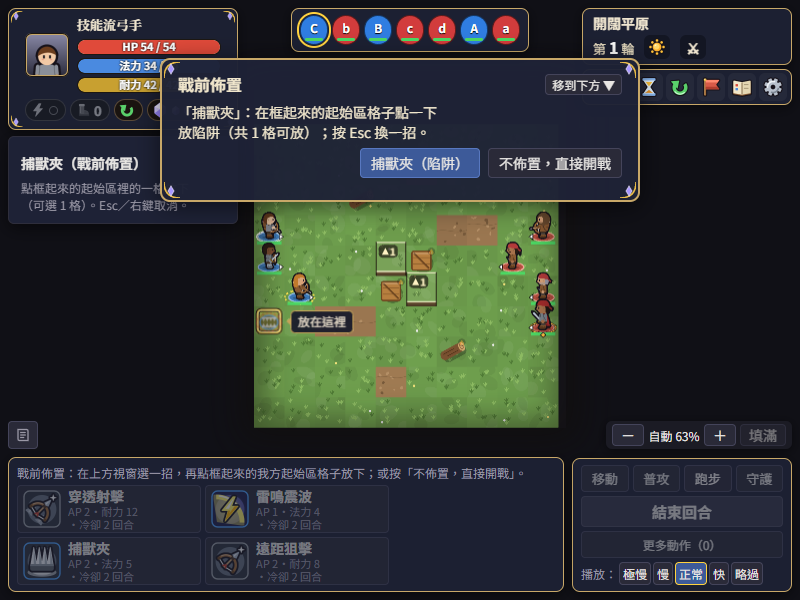 技能流弓手
HP 54 / 54
法力 34
耐力 42
0
C b B c d A a
開闊平原
第 1 輪
戰前佈置
移到下方▼
「捕獸夾」：在框起來的起始區格子點一下
放陷阱（共 1 格可放）；按 Esc 換一招。
捕獸夾（陷阱）
不佈置，直接開戰
捕獸夾（戰前佈置）
點框起來的起始區裡的一格
（可選 1 格）。Esc／右鍵取消。
▲1
▲1
放在這裡
自動 63%
填滿
戰前佈置：在上方視窗選一招，再點框起來的我方起始區格子放下；或按「不佈置，直接開戰」。
穿透射擊
AP 2・耐力 12
・冷卻 2 回合
雷鳴震波
AP 1・法力 4
・冷卻 2 回合
捕獸夾
AP 2・法力 5
・冷卻 2 回合
遠距狙擊
AP 2・耐力 8
・冷卻 2 回合
移動
普攻
跑步
守護
結束回合
更多動作（0）
播放：
極慢
慢
正常
快
略過